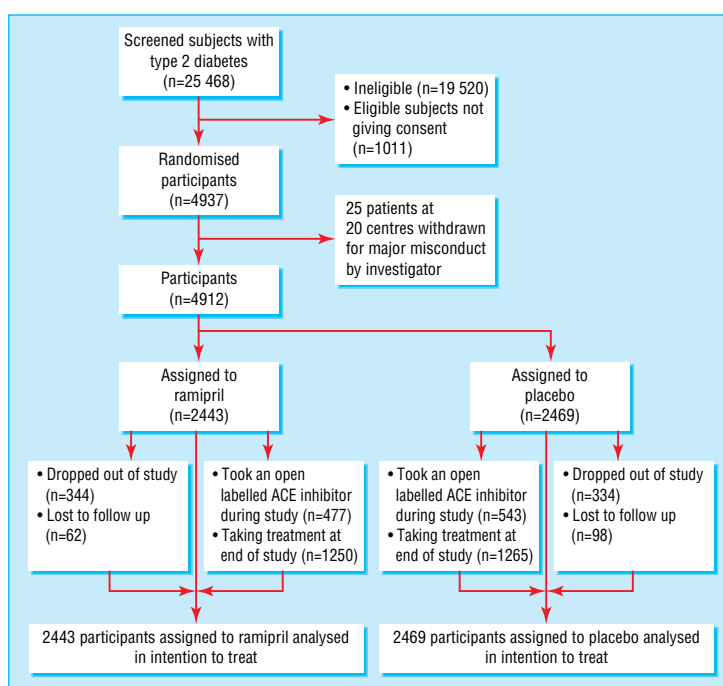 Screened subjects with
type 2 diabetes
(n=25 468)
• Ineligible (n=19 520)
• Eligible subjects not
giving consent
(n=1011)
Randomised
participants
(n=4937)
25 patients at
20 centres withdrawn
for major misconduct
by investigator
Participants
(n=4912)
Assigned to
ramipril
(n=2443)
Assigned to
placebo
(n=2469)
• Dropped out of study
(n=344)
• Lost to follow up
(n=62)
• Took an open
labelled ACE inhibitor
during study (n=477)
• Taking treatment at
end of study (n=1250)
• Took an open
labelled ACE inhibitor
during study (n=543)
• Taking treatment at
end of study (n=1265)
• Dropped out of study
(n=334)
• Lost to follow up
(n=98)
2443 participants assigned to ramipril analysed
in intention to treat
2469 participants assigned to placebo analysed
in intention to treat